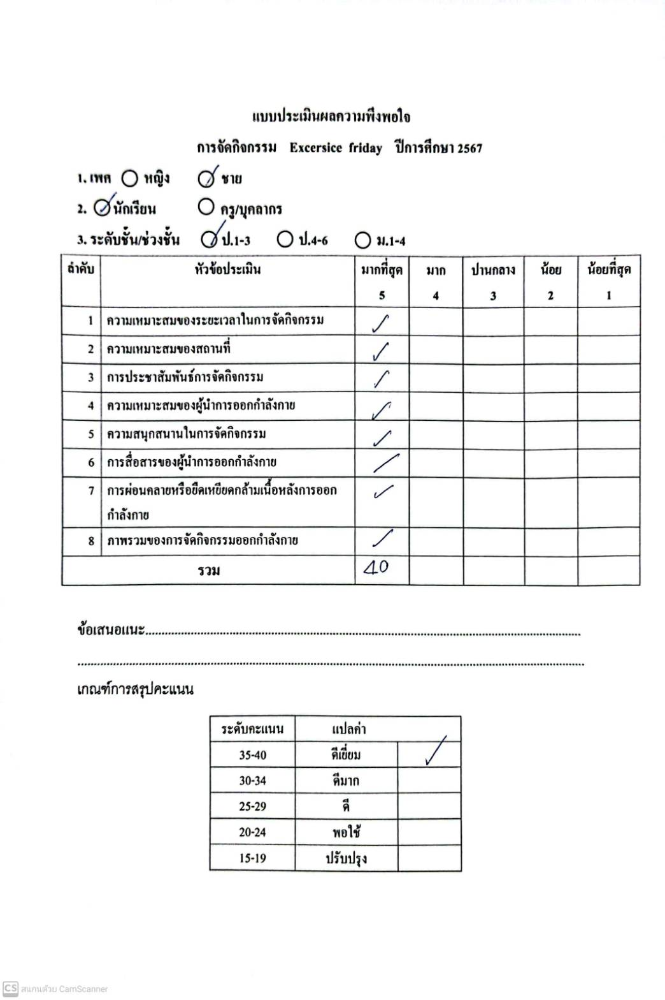 แบบประเมินผลความพึงพอใจ
การจัดกิจกรรม Excersice friday ปีการศึกษา 2567
1. เพศ ◯ หญิง ◯✓ ชาย
2. ◯✓ นักเรียน ◯ ครู/บุคลากร
3. ระดับชั้น/ช่วงชั้น ◯✓ ป.1-3 ◯ ป.4-6 ◯ ม.1-4
ลำดับ หัวข้อประเมิน มากที่สุด มาก ปานกลาง น้อย น้อยที่สุด
5 4 3 2 1
1 ความเหมาะสมของระยะเวลาในการจัดกิจกรรม ✓
2 ความเหมาะสมของสถานที่ ✓
3 การประชาสัมพันธ์การจัดกิจกรรม ✓
4 ความเหมาะสมของผู้นำการออกกำลังกาย ✓
5 ความสนุกสนานในการจัดกิจกรรม ✓
6 การสื่อสารของผู้นำการออกกำลังกาย ✓
7 การผ่อนคลายหรือยืดเหยียดกล้ามเนื้อหลังการออก ✓
กำลังกาย
8 ภาพรวมของการจัดกิจกรรมออกกำลังกาย ✓
รวม 40
ข้อเสนอแนะ
เกณฑ์การสรุปคะแนน
ระดับคะแนน แปลค่า
35-40 ดีเยี่ยม ✓
30-34 ดีมาก
25-29 ดี
20-24 พอใช้
15-19 ปรับปรุง
CS สแกนด้วย CamScanner